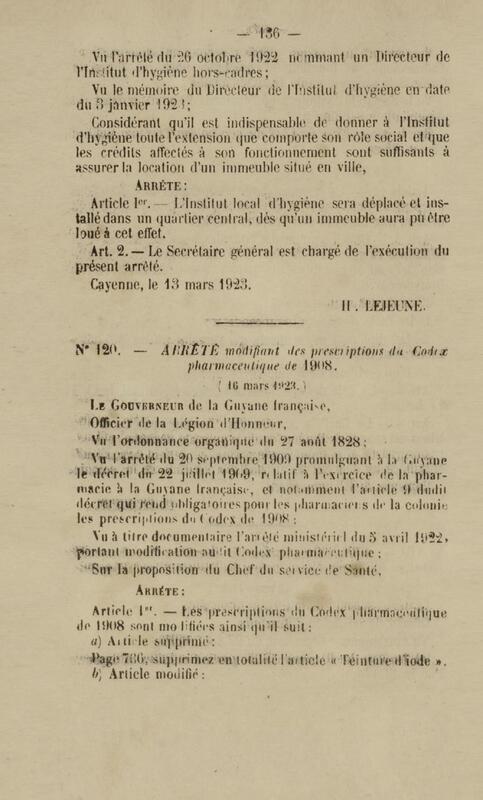 — 136 —
Vu l'arrêté du 26 octobre 1922 nommant un Directeur de
l'Institut d'hygiène hors-cadres ;
Vu le mémoire du Directeur de l'Institut d'hygiène en date
du 3 janvier 1923 ;
Considérant qu'il est indispensable de donner à l'Institut
d'hygiène toute l'extension que comporte son rôle social et que
les crédits affectés à son fonctionnement sont suffisants à
assurer la location d'un immeuble situé en ville,
ARRÊTE :
Article 1er. — L'Institut local d'hygiène sera déplacé et ins-
tallé dans un quartier central, dès qu'un immeuble aura pu être
loué à cet effet.
Art. 2. — Le Secrétaire général est chargé de l'exécution du
présent arrêté.
Cayenne, le 13 mars 1923.
H. LEJEUNE.
N° 120. — ARRÊTÉ modifiant des prescriptions du Codex
pharmaceutique de 1908.
( 16 mars 1923. )
LE GOUVERNEUR de la Guyane française,
Officier de la Légion d'Honneur,
Vu l'ordonnance organique du 27 août 1828 ;
Vu l'arrêté du 20 septembre 1909 promulguant à la Guyane
le décret du 22 juillet 1909, relatif à l'exercice de la phar-
macie à la Guyane française, et notamment l'article 9 dudit
décret qui rend obligatoires pour les pharmaciens de la colonie
les prescriptions du Codex de 1908 ;
Vu à titre documentaire l'arrêté ministériel du 5 avril 1922,
portant modification audit Codex pharmaceutique ;
Sur la proposition du Chef du service de Santé,
ARRÊTE :
Article 1er. — Les prescriptions du Codex pharmaceutique
de 1908 sont modifiées ainsi qu'il suit :
a) Article supprimé :
Page 786, supprimez en totalité l'article « Teinture d'iode ».
b) Article modifié :